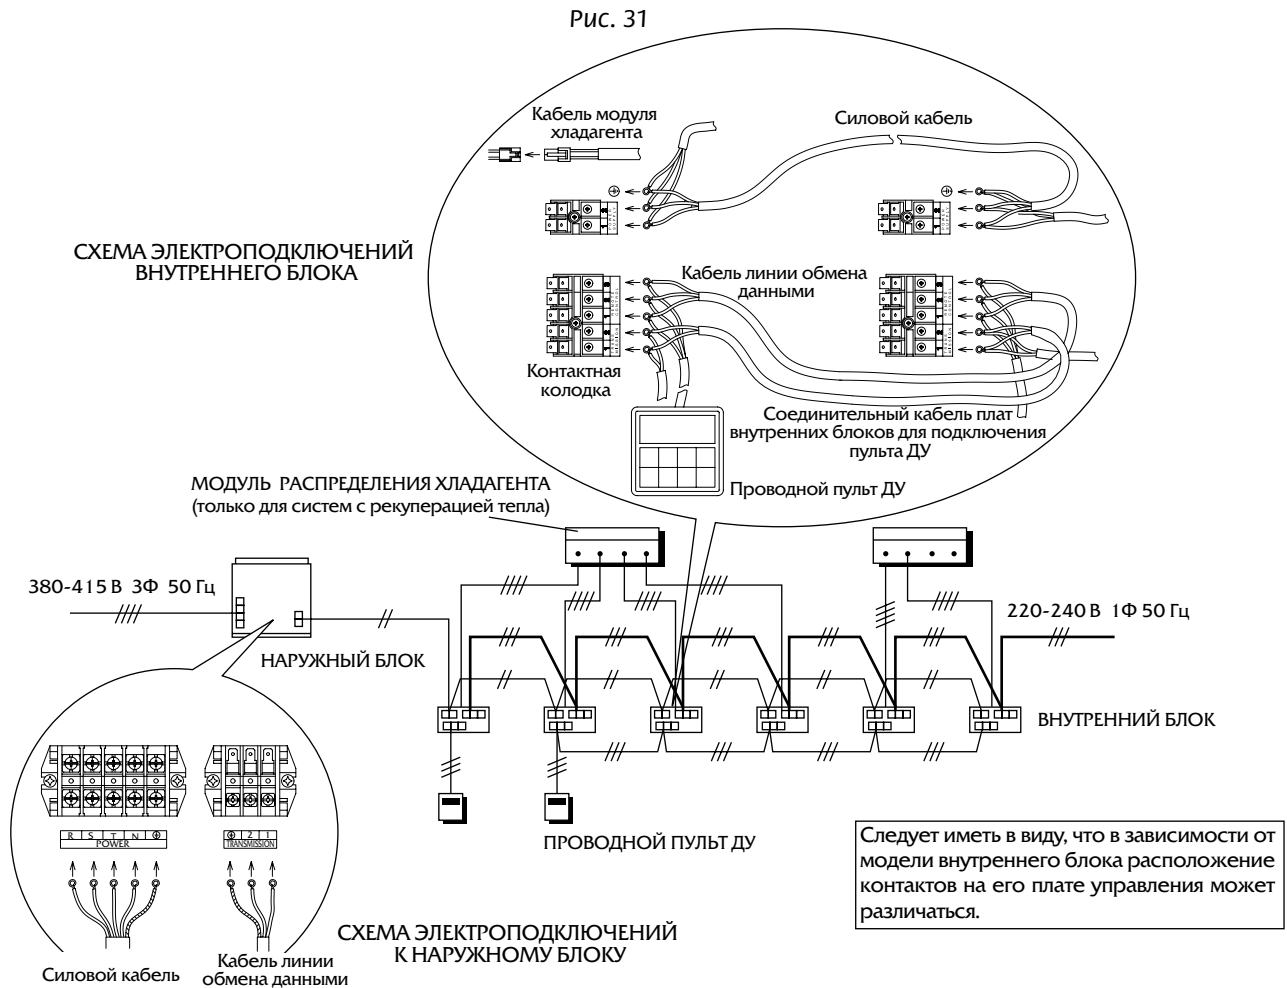 Рис. 31
Кабель модуля
хладагента
Силовой кабель
СХЕМА ЭЛЕКТРОПОДКЛЮЧЕНИЙ
ВНУТРЕННЕГО БЛОКА
Кабель линии обмена
данными
Контактная
колодка
Соединительный кабель плат
внутренних блоков для подключения
пульта ДУ
Проводной пульт ДУ
МОДУЛЬ РАСПРЕДЕЛЕНИЯ ХЛАДАГЕНТА
(только для систем с рекуперацией тепла)
380-415 В 3Ф 50 Гц
220-240 В 1Ф 50 Гц
НАРУЖНЫЙ БЛОК
ВНУТРЕННИЙ БЛОК
R S T N
POWER
2 1
TRANSMISSION
ПРОВОДНОЙ ПУЛЬТ ДУ
Следует иметь в виду, что в зависимости от
модели внутреннего блока расположение
контактов на его плате управления может
различаться.
СХЕМА ЭЛЕКТРОПОДКЛЮЧЕНИЙ
К НАРУЖНОМУ БЛОКУ
Силовой кабель
Кабель линии
обмена данными